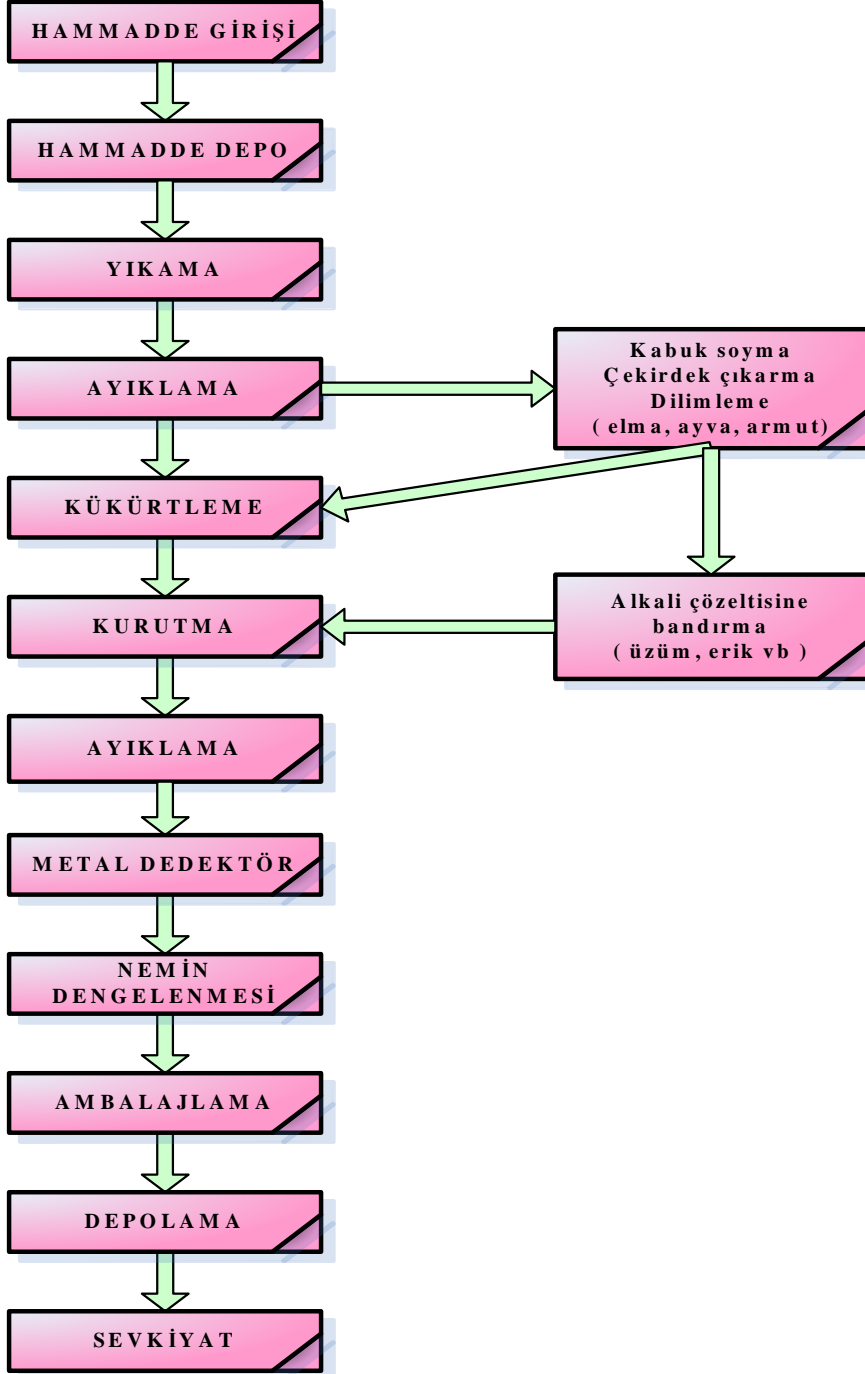 HAMMADDE GİRİŞİ
HAMMADDE DEPO
YIKAMA
AYIKLAMA
Kabuk soyma
Çekirdek çıkarma
Dilimleme
( elma, ayva, armut)
KÜKÜRTLEME
KURUTMA
Alkali çözeltisine
bandırma
( üzüm, erik vb )
AYIKLAMA
METAL DEDEKTÖR
NEMİN
DENGELENMESİ
AMBALAJLAMA
DEPOLAMA
SEVKİYAT